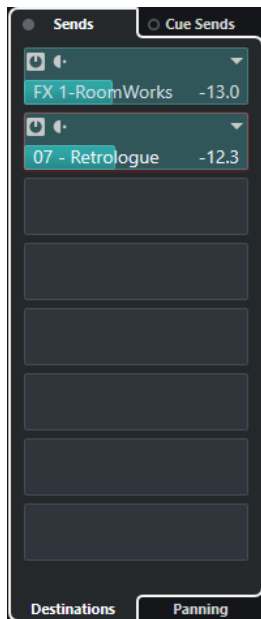 Sends Cue Sends
FX 1-RoomWorks -13.0
07 - Retrologue -12.3
Destinations Panning